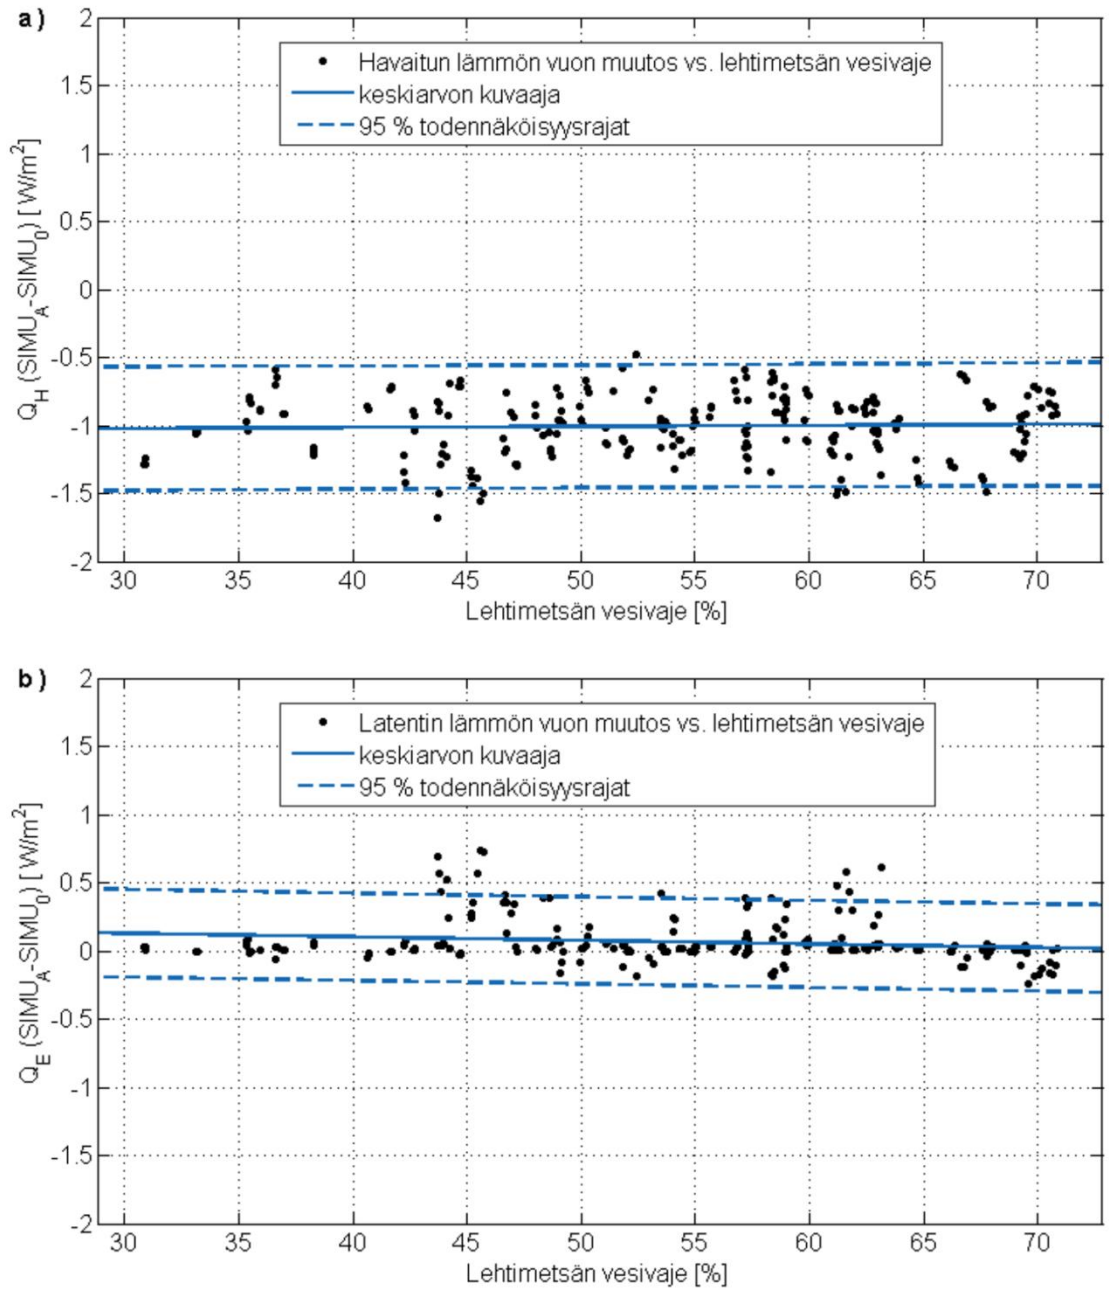 a)
2
1.5
1
0.5
0
-0.5
-1
-1.5
-2
Q_H (SIMU_A-SIMU_0) [W/m²]
Havaitun lämmön vuon muutos vs. lehtimetsän vesivaje
keskiarvon kuvaaja
95 % todennäköisyysrajat
30 35 40 45 50 55 60 65 70
Lehtimetsän vesivaje [%]
b)
2
1.5
1
0.5
0
-0.5
-1
-1.5
-2
Q_E (SIMU_A-SIMU_0) [W/m²]
Latentin lämmön vuon muutos vs. lehtimetsän vesivaje
keskiarvon kuvaaja
95 % todennäköisyysrajat
30 35 40 45 50 55 60 65 70
Lehtimetsän vesivaje [%]